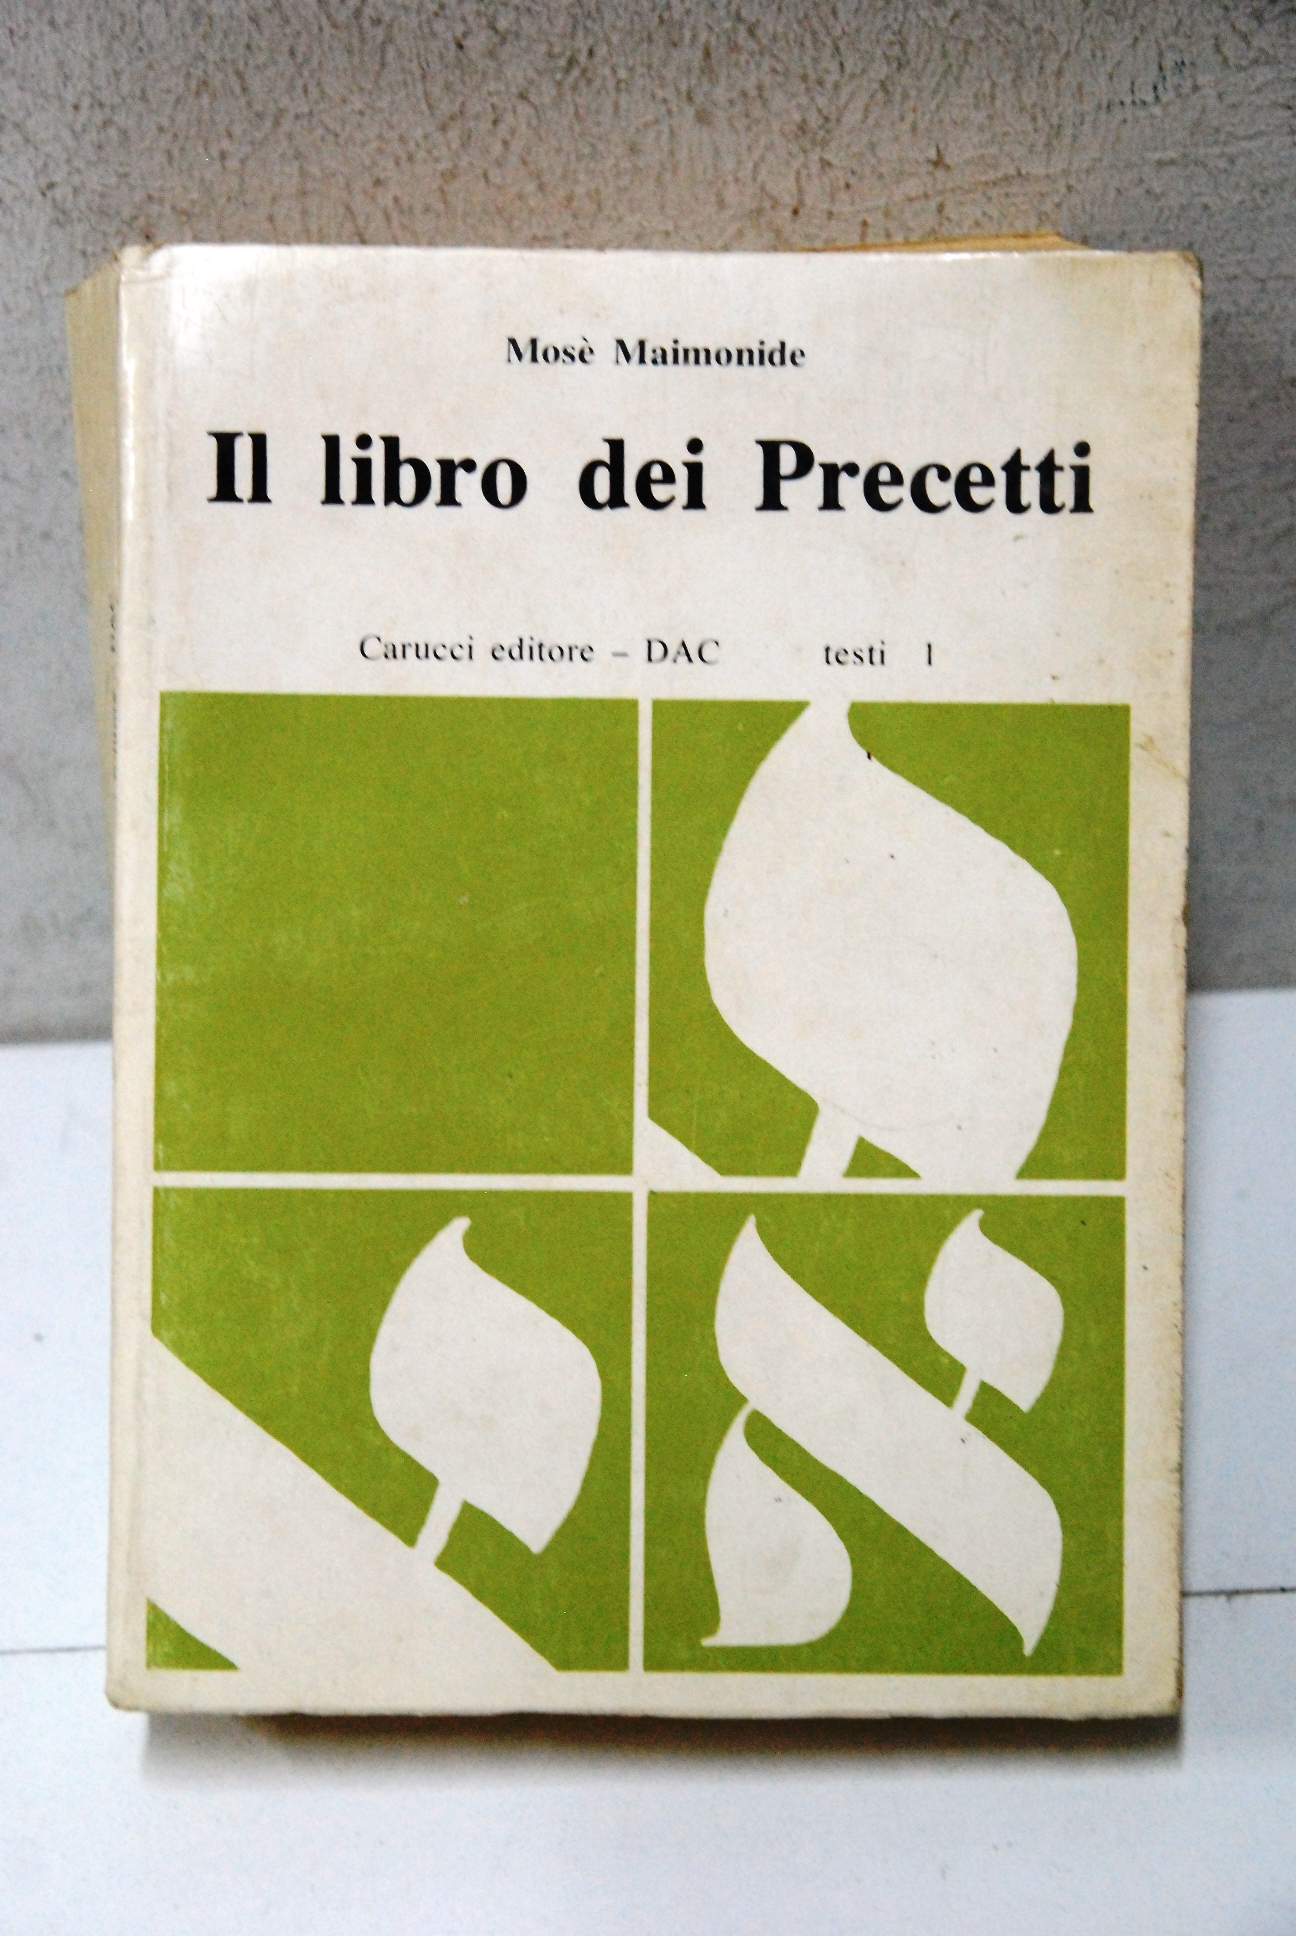 Mosè Maimonide
Il libro dei Precetti
Carucci editore – DAC testi 1
א